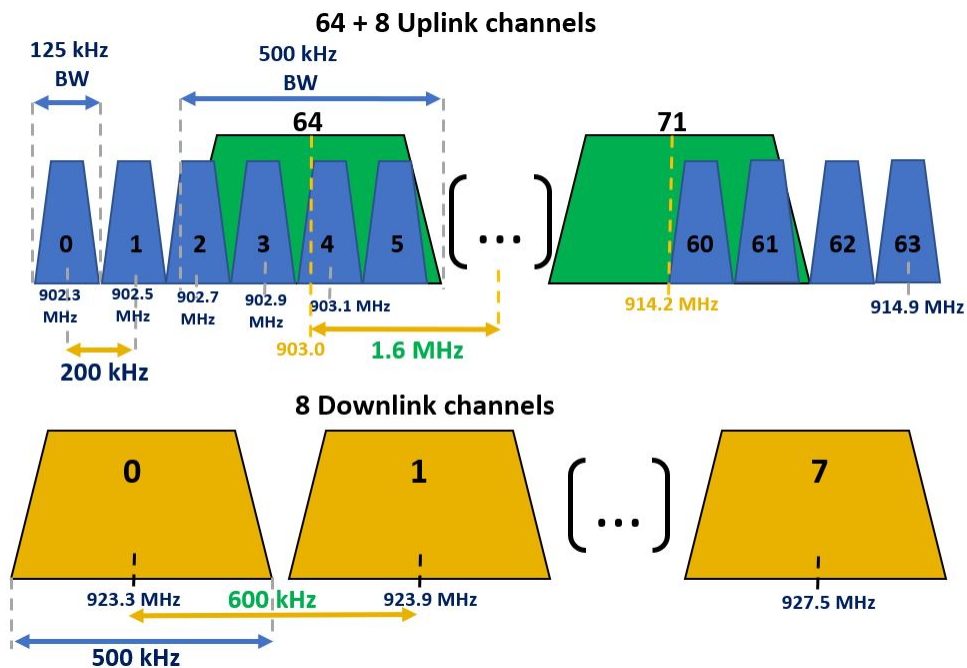 64 + 8 Uplink channels
125 kHz
BW
500 kHz
BW
64
71
0
1
2
3
4
5
...
60
61
62
63
902.3
MHz
902.5
MHz
902.7
MHz
902.9
MHz
903.1 MHz
914.2 MHz
914.9 MHz
903.0
1.6 MHz
200 kHz
8 Downlink channels
0
1
...
7
923.3 MHz
600 kHz
923.9 MHz
927.5 MHz
500 kHz